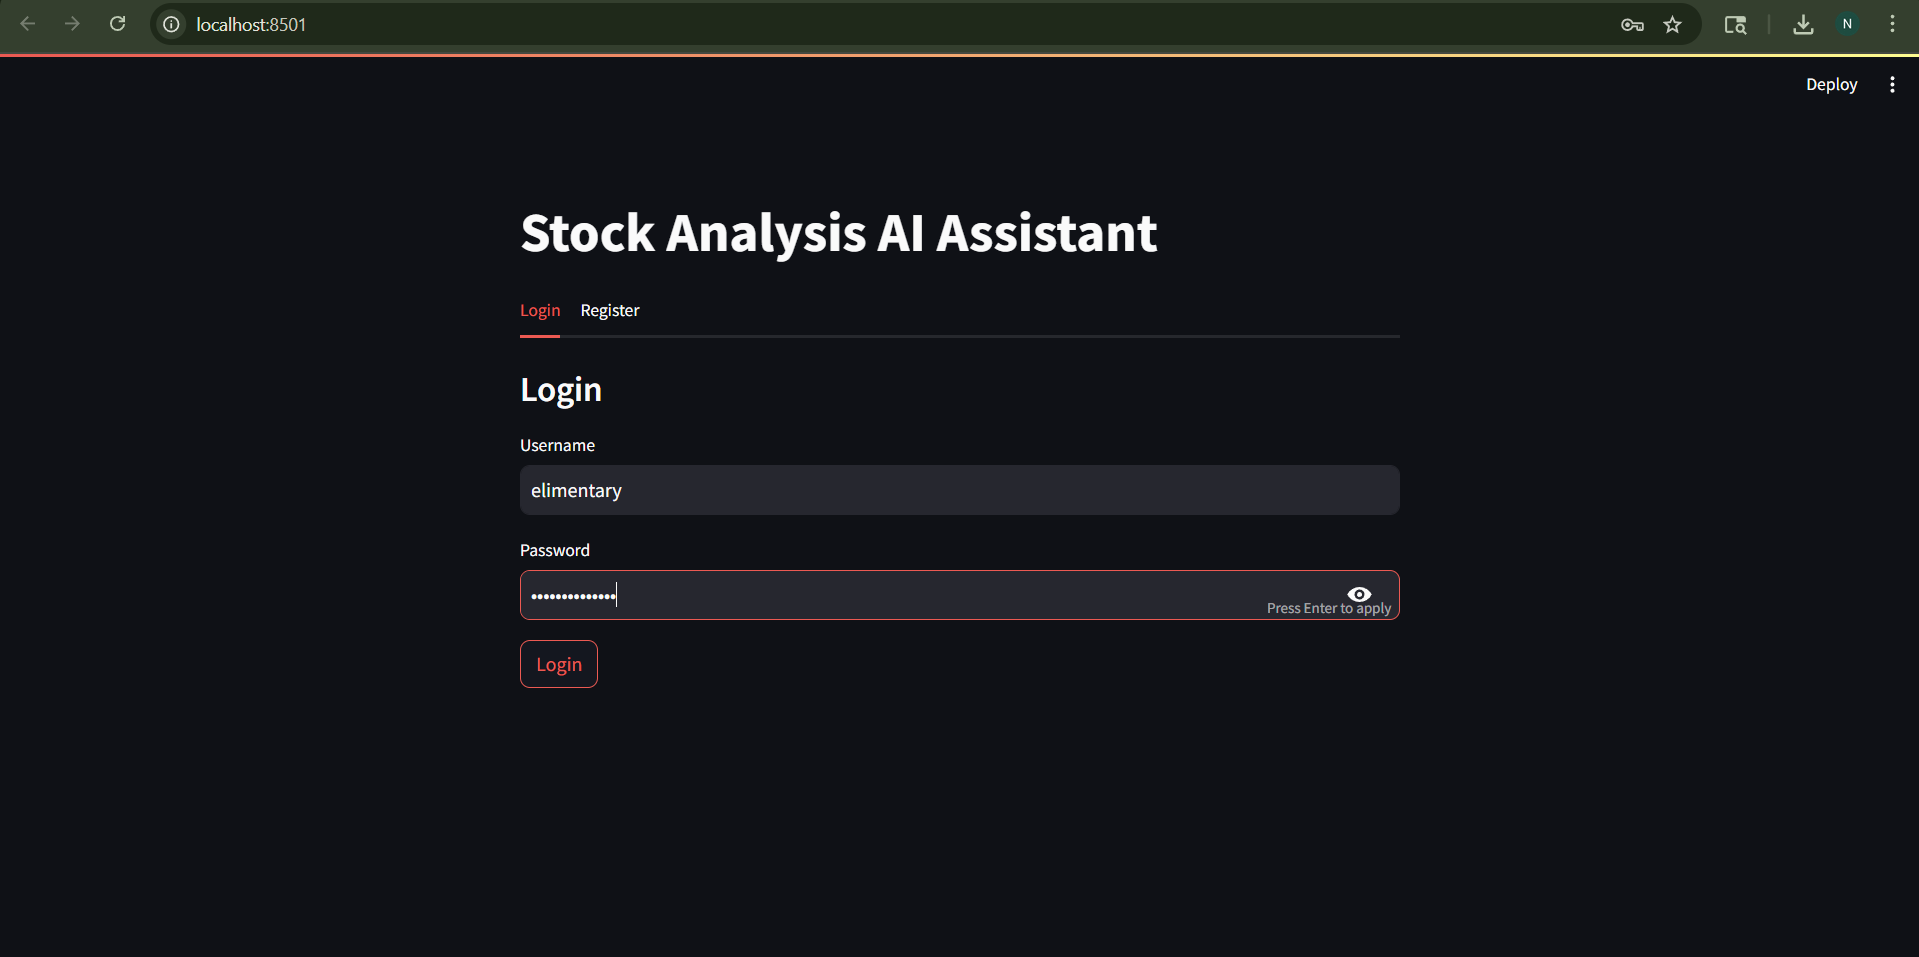 localhost:8501
N
Deploy
Stock Analysis AI Assistant
Login Register
Login
Username
elimentary
Password
••••••••••••••
Press Enter to apply
Login